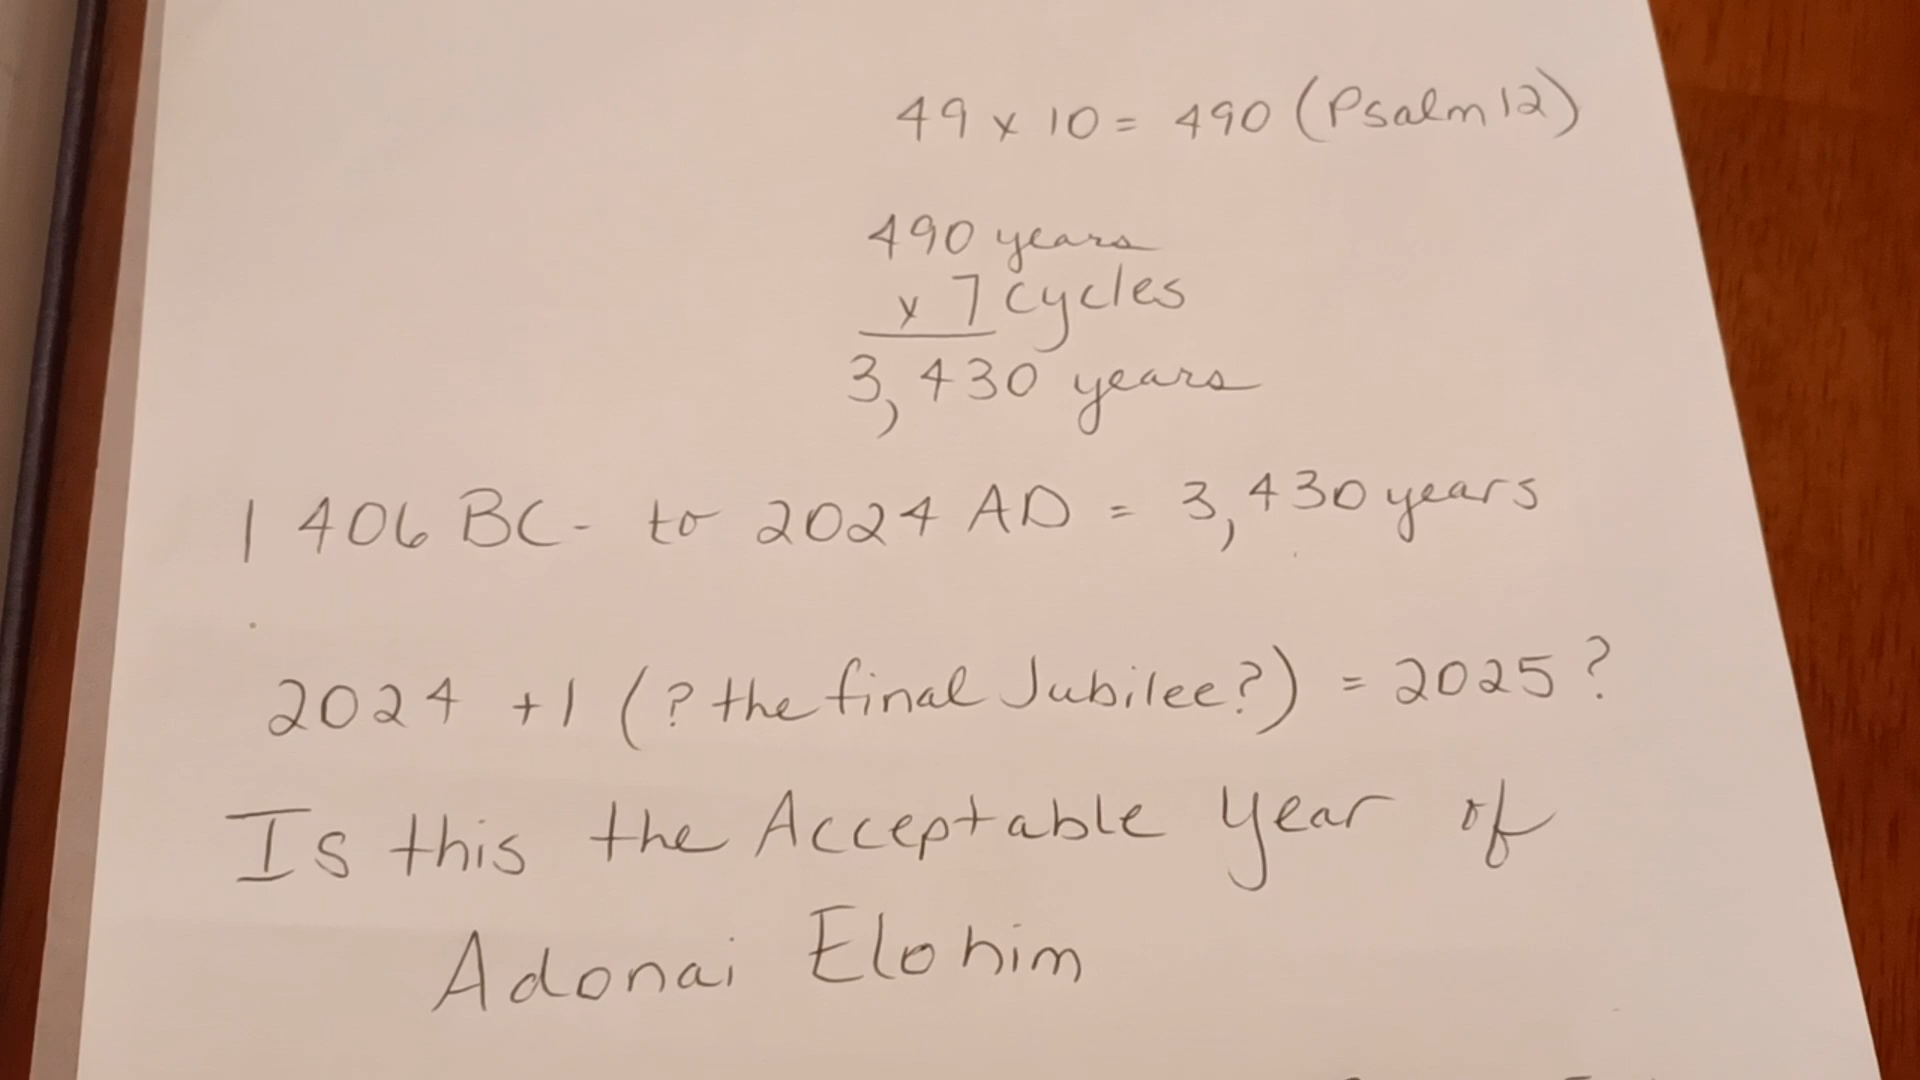 49 x 10 = 490 (Psalm 12)
490 years
x 7 cycles
3,430 years
1406 BC - to 2024 AD = 3,430 years
2024 +1 (? the final Jubilee?) = 2025?
Is this the Acceptable Year of
Adonai Elohim